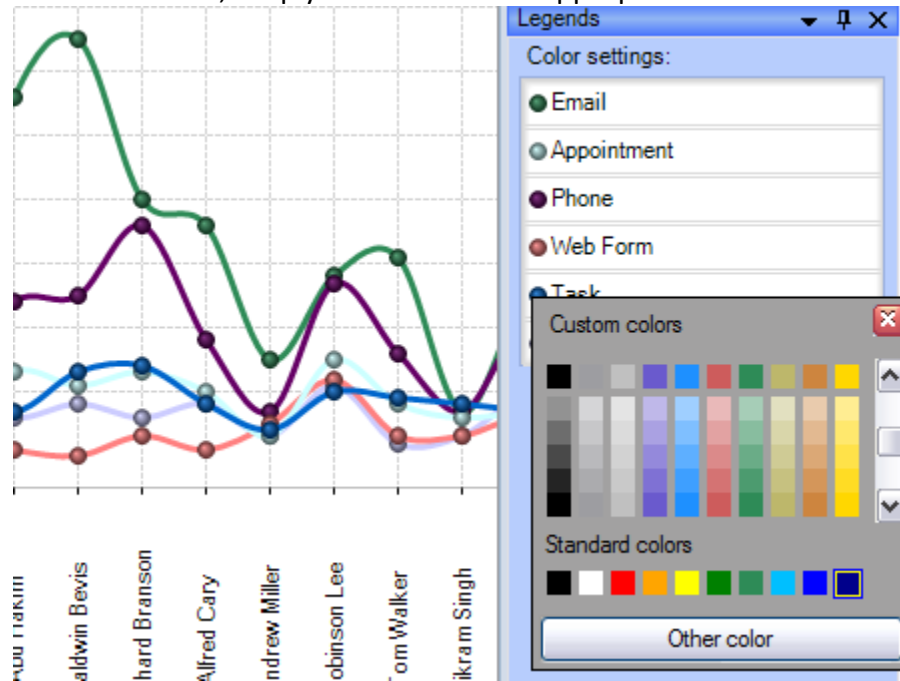 Legends
Color settings:
Email
Appointment
Phone
Web Form
Task
Custom colors
Standard colors
Other color
aldwin Bevis
hard Branson
Alfred Cary
ndrew Miller
obinson Lee
Tom Walker
ikram Singh